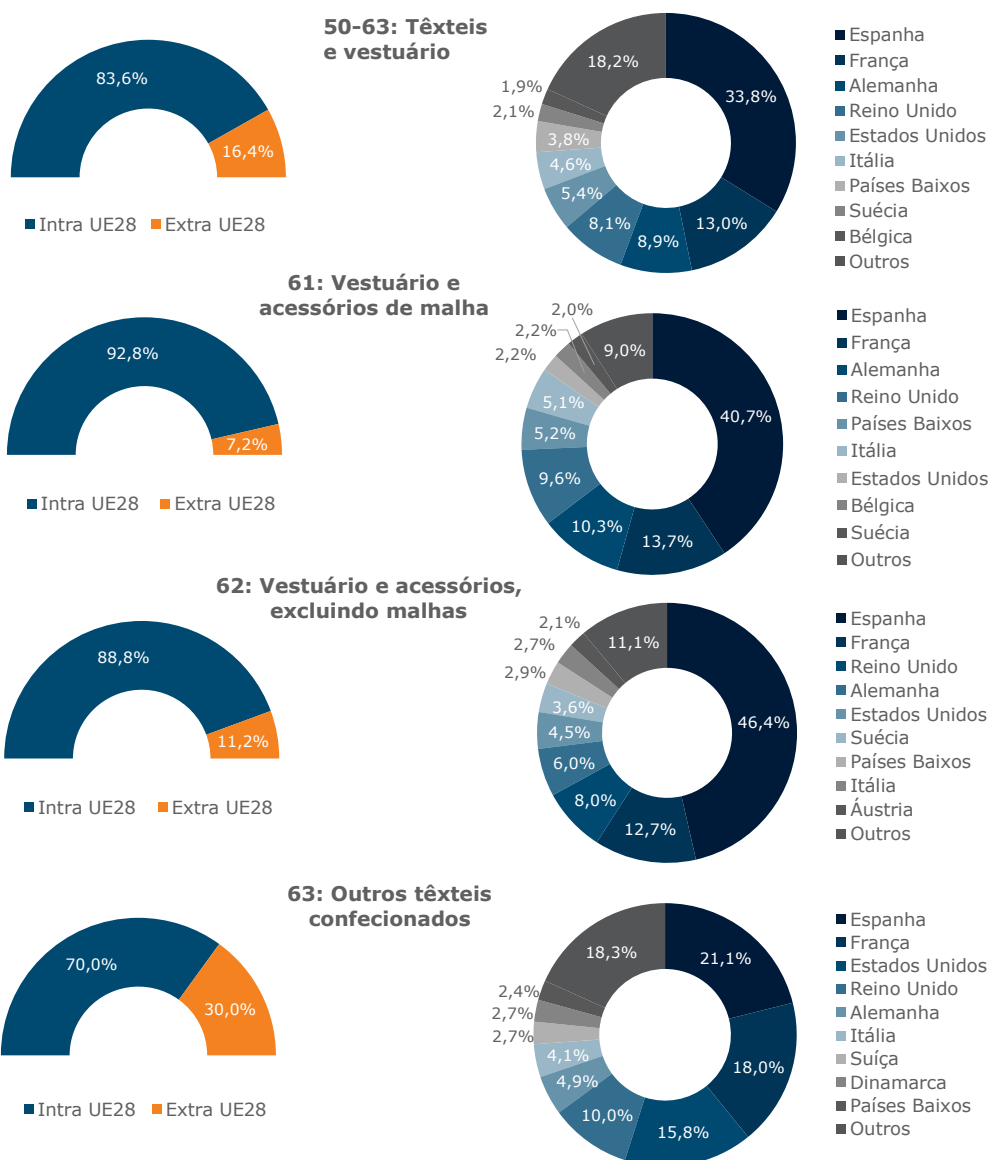 50-63: Têxteis
e vestuário
83,6%
16,4%
Intra UE28 Extra UE28
18,2%
1,9%
2,1%
3,8%
4,6%
5,4%
8,1%
8,9%
13,0%
33,8%
Espanha
França
Alemanha
Reino Unido
Estados Unidos
Itália
Países Baixos
Suécia
Bélgica
Outros
61: Vestuário e
acessórios de malha
92,8%
7,2%
Intra UE28 Extra UE28
2,0%
2,2%
2,2%
9,0%
5,1%
5,2%
9,6%
10,3%
13,7%
40,7%
Espanha
França
Alemanha
Reino Unido
Países Baixos
Itália
Estados Unidos
Bélgica
Suécia
Outros
62: Vestuário e acessórios,
excluindo malhas
88,8%
11,2%
Intra UE28 Extra UE28
2,1%
2,7%
2,9%
11,1%
3,6%
4,5%
6,0%
8,0%
12,7%
46,4%
Espanha
França
Reino Unido
Alemanha
Estados Unidos
Suécia
Países Baixos
Itália
Áustria
Outros
63: Outros têxteis
confecionados
70,0%
30,0%
Intra UE28 Extra UE28
18,3%
2,4%
2,7%
2,7%
4,1%
4,9%
10,0%
15,8%
18,0%
21,1%
Espanha
França
Estados Unidos
Reino Unido
Alemanha
Itália
Suíça
Dinamarca
Países Baixos
Outros